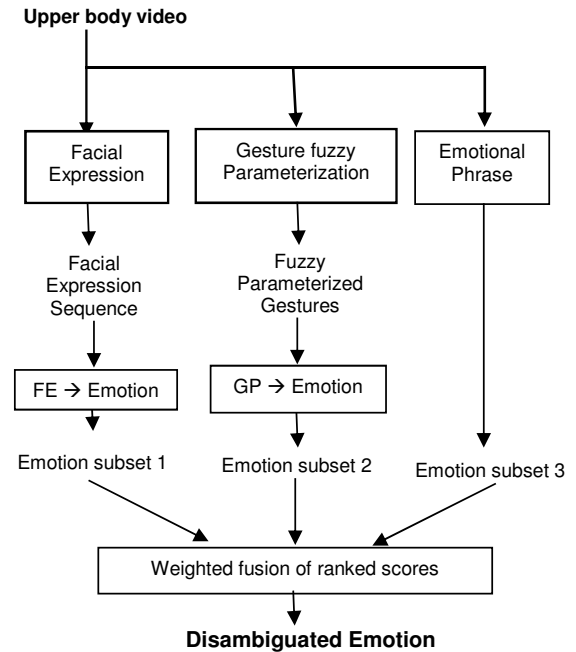 Upper body video
Facial
Expression
Gesture fuzzy
Parameterization
Emotional
Phrase
Facial
Expression
Sequence
Fuzzy
Parameterized
Gestures
FE → Emotion
GP → Emotion
Emotion subset 1
Emotion subset 2
Emotion subset 3
Weighted fusion of ranked scores
Disambiguated Emotion